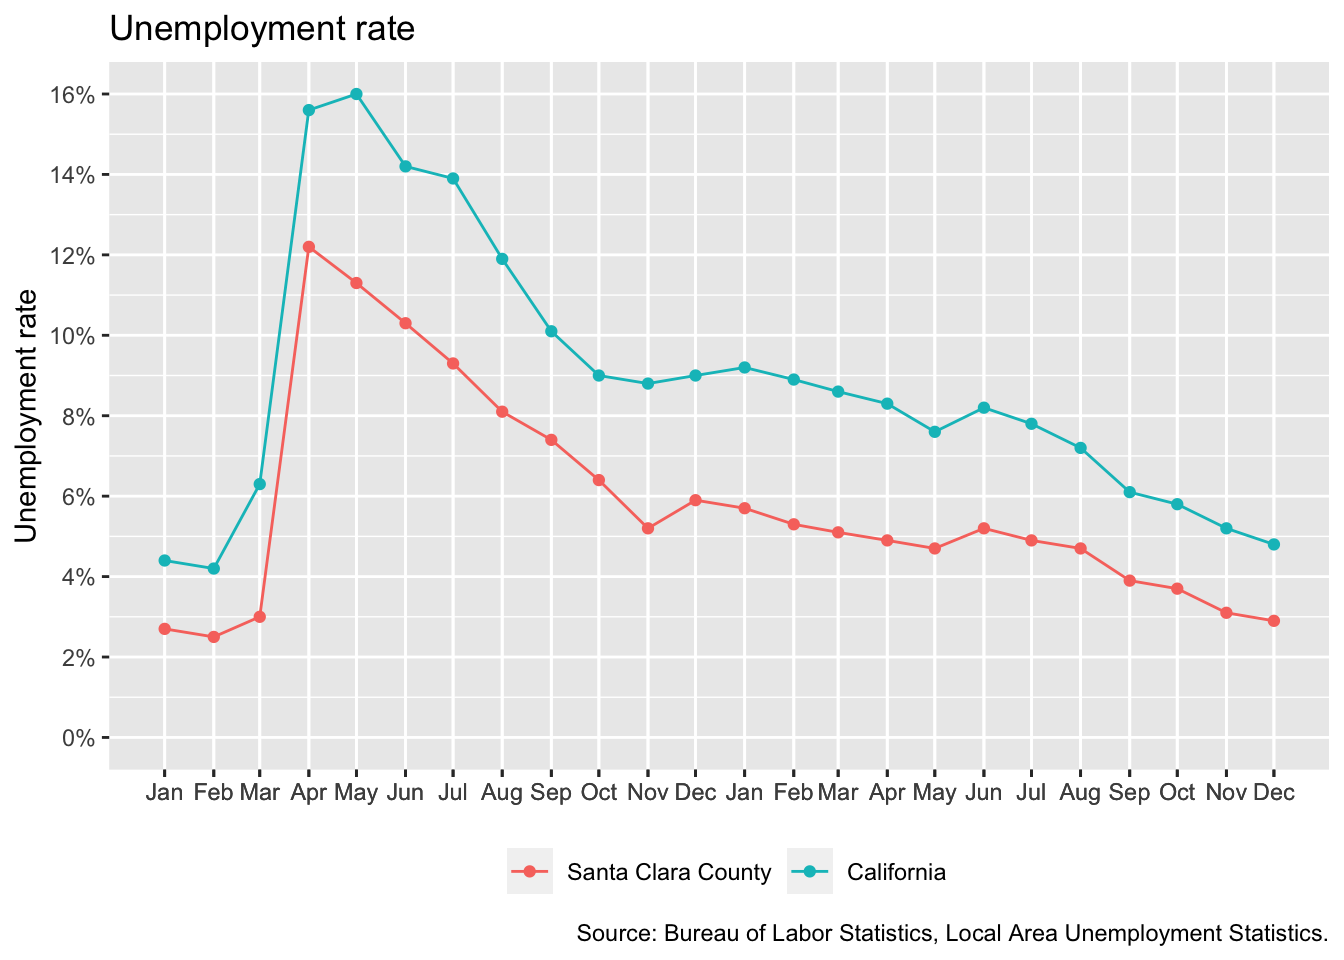 Unemployment rate
Unemployment rate
16%
14%
12%
10%
8%
6%
4%
2%
0%
Jan Feb Mar Apr May Jun Jul Aug Sep Oct Nov Dec Jan Feb Mar Apr May Jun Jul Aug Sep Oct Nov Dec
Santa Clara County California
Source: Bureau of Labor Statistics, Local Area Unemployment Statistics.